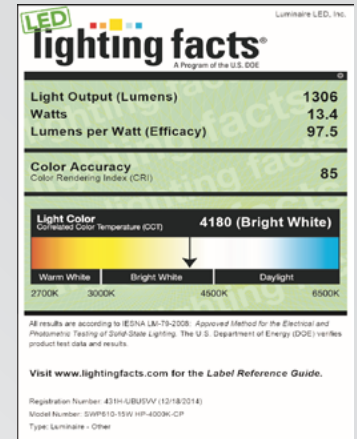 Luminaire LED, Inc.
LED
lighting facts®
A Program of the U.S. DOE
Light Output (Lumens) 1306
Watts 13.4
Lumens per Watt (Efficacy) 97.5
Color Accuracy
Color Rendering Index (CRI) 85
Light Color
Correlated Color Temperature (CCT) 4180 (Bright White)
Warm White Bright White Daylight
2700K 3000K 4500K 6500K
All results are according to IESNA LM-79-2008: Approved Method for the Electrical and
Photometric Testing of Solid-State Lighting. The U.S. Department of Energy (DOE) verifies
product test data and results.
Visit www.lightingfacts.com for the Label Reference Guide.
Registration Number: 431H-UBU5VV (12/18/2014)
Model Number: SWP610-15W HP-4000K-CP
Type: Luminaire - Other